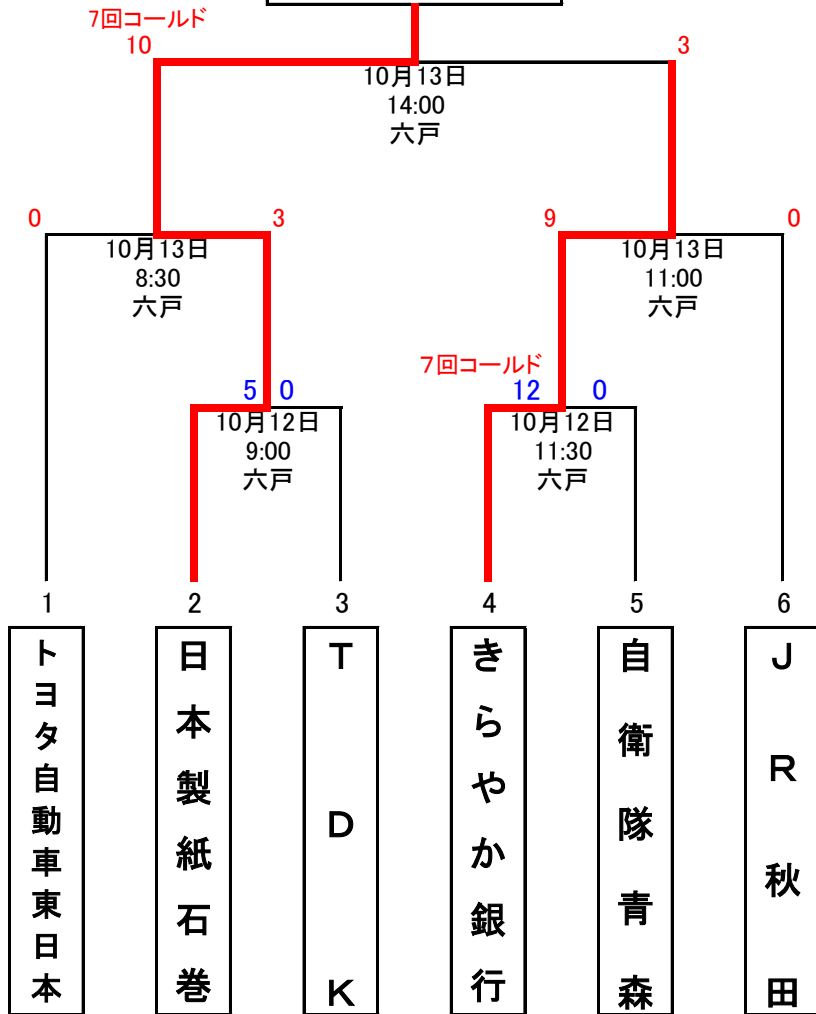 7回コールド
10
3
10月13日
14:00
六戸
0
3
9
0
10月13日
8:30
六戸
10月13日
11:00
六戸
7回コールド
5 0
12 0
10月12日
9:00
六戸
10月12日
11:30
六戸
1 2 3 4 5 6
トヨタ自動車東日本
日本製紙石巻
TDK
きらやか銀行
自衛隊青森
JR秋田